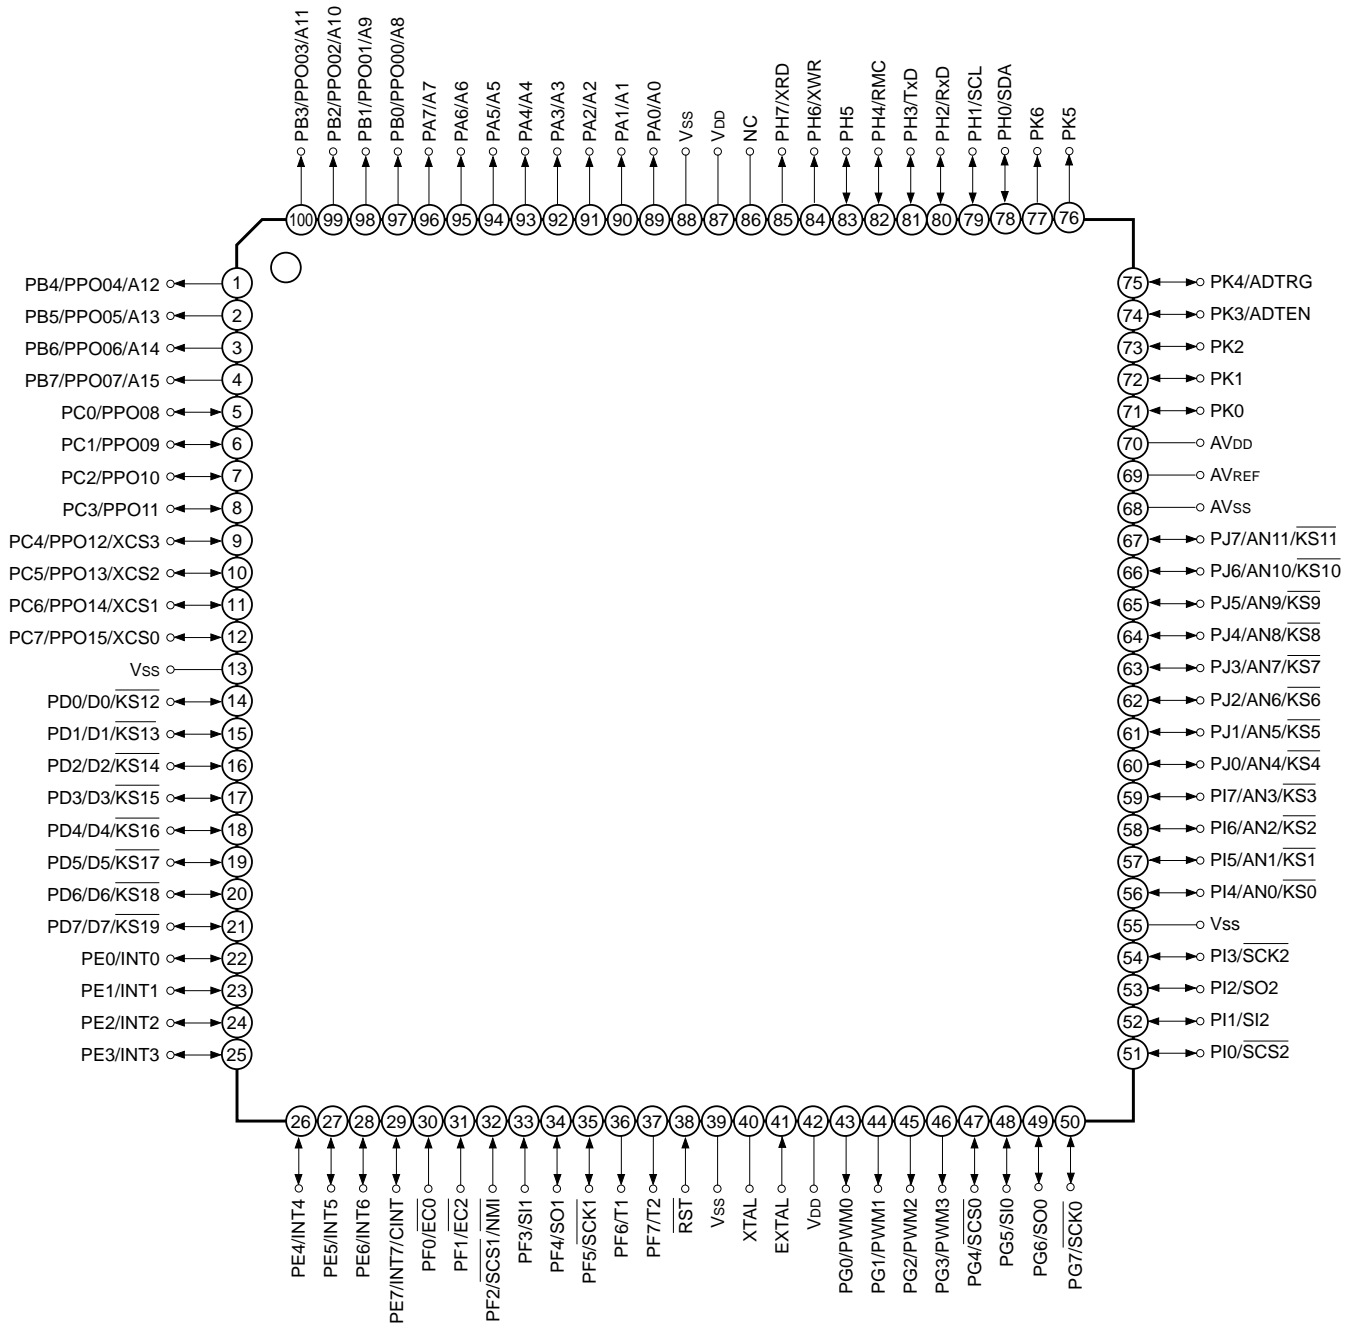 PB3/PPO03/A11
PB2/PPO02/A10
PB1/PPO01/A9
PB0/PPO00/A8
PA7/A7
PA6/A6
PA5/A5
PA4/A4
PA3/A3
PA2/A2
PA1/A1
PA0/A0
Vss
VDD
NC
PH7/XRD
PH6/XWR
PH5
PH4/RMC
PH3/TxD
PH2/RxD
PH1/SCL
PH0/SDA
PK6
PK5
100 99 98 97 96 95 94 93 92 91 90 89 88 87 86 85 84 83 82 81 80 79 78 77 76
PB4/PPO04/A12 1
PB5/PPO05/A13 2
PB6/PPO06/A14 3
PB7/PPO07/A15 4
PC0/PPO08 5
PC1/PPO09 6
PC2/PPO10 7
PC3/PPO11 8
PC4/PPO12/XCS3 9
PC5/PPO13/XCS2 10
PC6/PPO14/XCS1 11
PC7/PPO15/XCS0 12
Vss 13
PD0/D0/KS12 14
PD1/D1/KS13 15
PD2/D2/KS14 16
PD3/D3/KS15 17
PD4/D4/KS16 18
PD5/D5/KS17 19
PD6/D6/KS18 20
PD7/D7/KS19 21
PE0/INT0 22
PE1/INT1 23
PE2/INT2 24
PE3/INT3 25
75 PK4/ADTRG
74 PK3/ADTEN
73 PK2
72 PK1
71 PK0
70 AVDD
69 AVREF
68 AVss
67 PJ7/AN11/KS11
66 PJ6/AN10/KS10
65 PJ5/AN9/KS9
64 PJ4/AN8/KS8
63 PJ3/AN7/KS7
62 PJ2/AN6/KS6
61 PJ1/AN5/KS5
60 PJ0/AN4/KS4
59 PI7/AN3/KS3
58 PI6/AN2/KS2
57 PI5/AN1/KS1
56 PI4/AN0/KS0
55 Vss
54 PI3/SCK2
53 PI2/SO2
52 PI1/SI2
51 PI0/SCS2
26 27 28 29 30 31 32 33 34 35 36 37 38 39 40 41 42 43 44 45 46 47 48 49 50
PE4/INT4
PE5/INT5
PE6/INT6
PE7/INT7/CINT
PF0/EC0
PF1/EC2
PF2/SCS1/NMI
PF3/SI1
PF4/SO1
PF5/SCK1
PF6/T1
PF7/T2
RST
Vss
XTAL
EXTAL
VDD
PG0/PWM0
PG1/PWM1
PG2/PWM2
PG3/PWM3
PG4/SCS0
PG5/SI0
PG6/SO0
PG7/SCK0